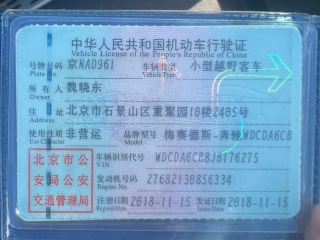 中华人民共和国机动车行驶证
Vehicle License of the People's Republic of China
号牌号码 京NAD961 车辆类型 小型越野客车
Plate No. Vehicle Type
所有人 魏晓东
Owner
住址 北京市石景山区重聚园18楼2485号
Address
使用性质 非营运 品牌型号 梅赛德斯-奔驰WDCDA6CB
Use Character
北京市公安局公安交通管理局
车辆识别代号 WDCDA6CB8JB176275
VIN
发动机号码 27682130856334
Engine No.
注册日期 2018-11-15 发证日期 2018-11-15
Register Date Issue Date